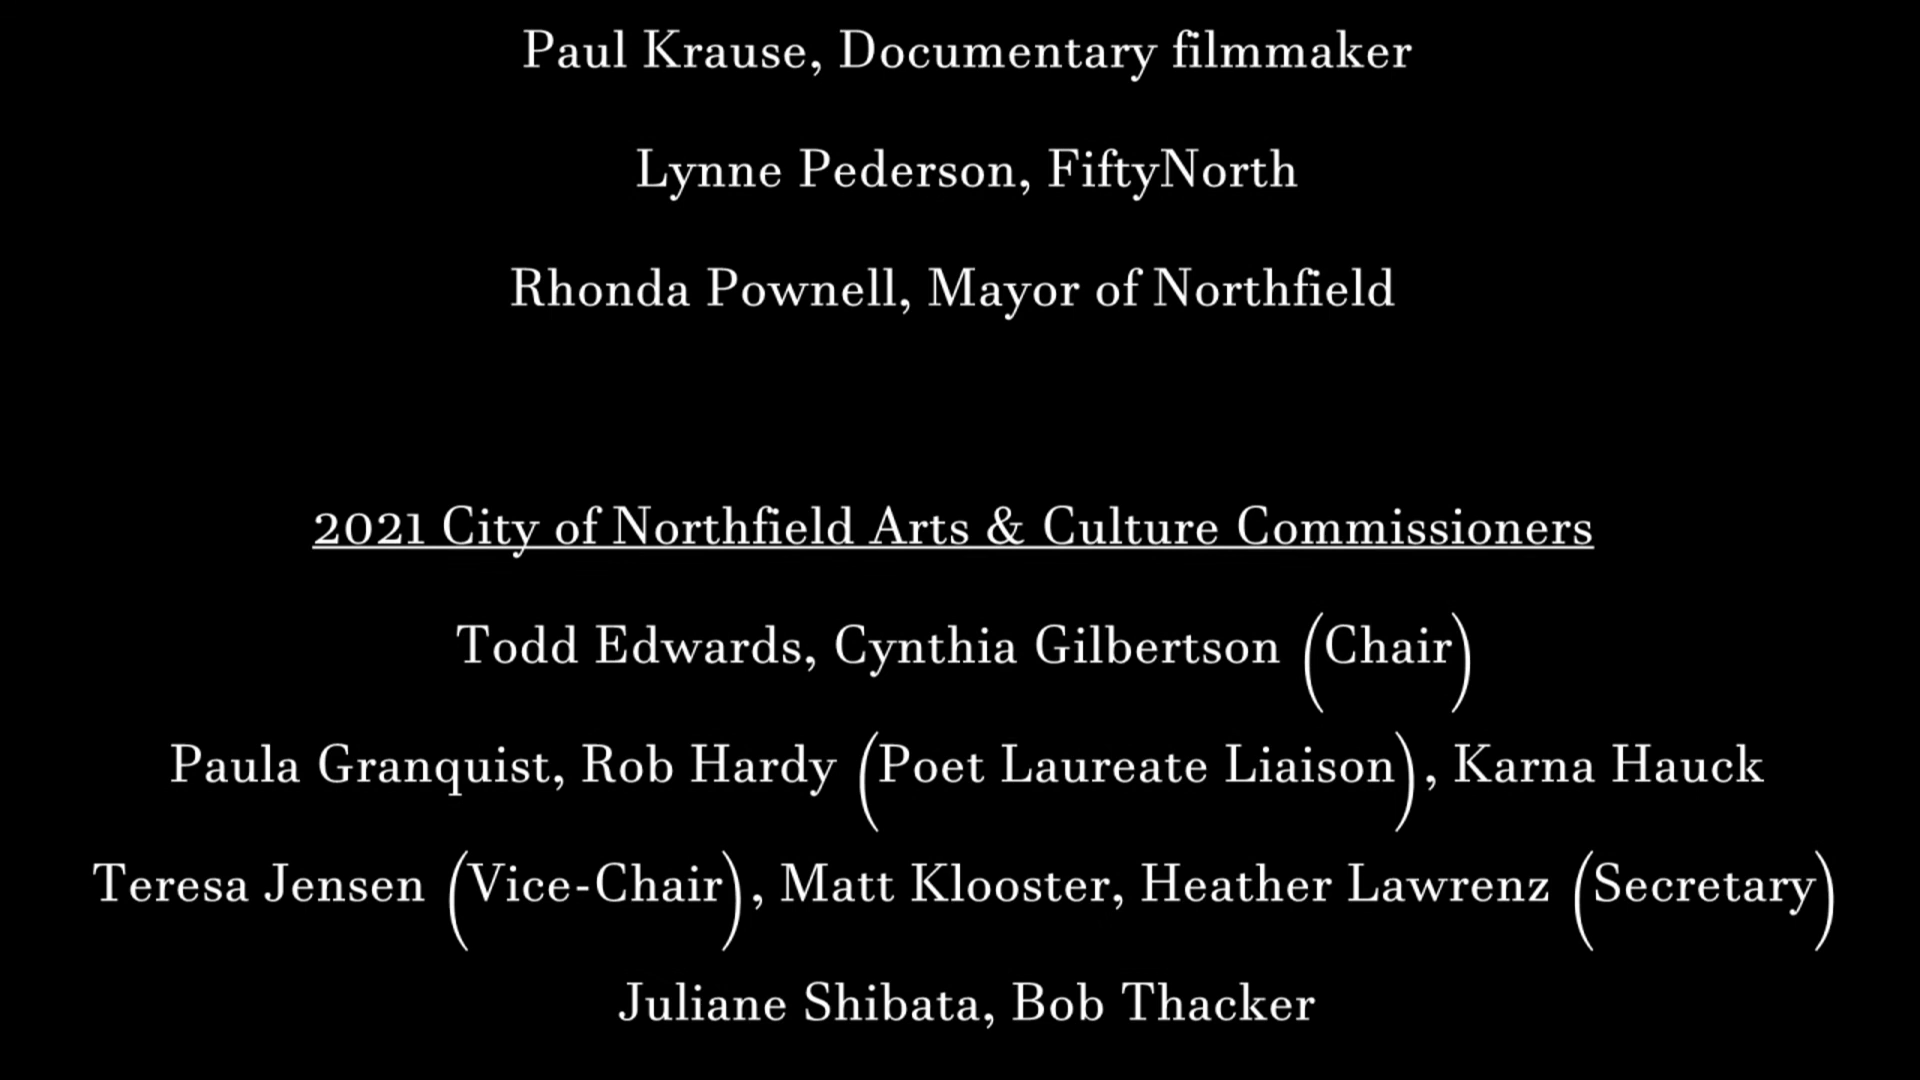 Paul Krause, Documentary filmmaker
Lynne Pederson, FiftyNorth
Rhonda Pownell, Mayor of Northfield
2021 City of Northfield Arts & Culture Commissioners
Todd Edwards, Cynthia Gilbertson (Chair)
Paula Granquist, Rob Hardy (Poet Laureate Liaison), Karna Hauck
Teresa Jensen (Vice-Chair), Matt Klooster, Heather Lawrenz (Secretary)
Juliane Shibata, Bob Thacker